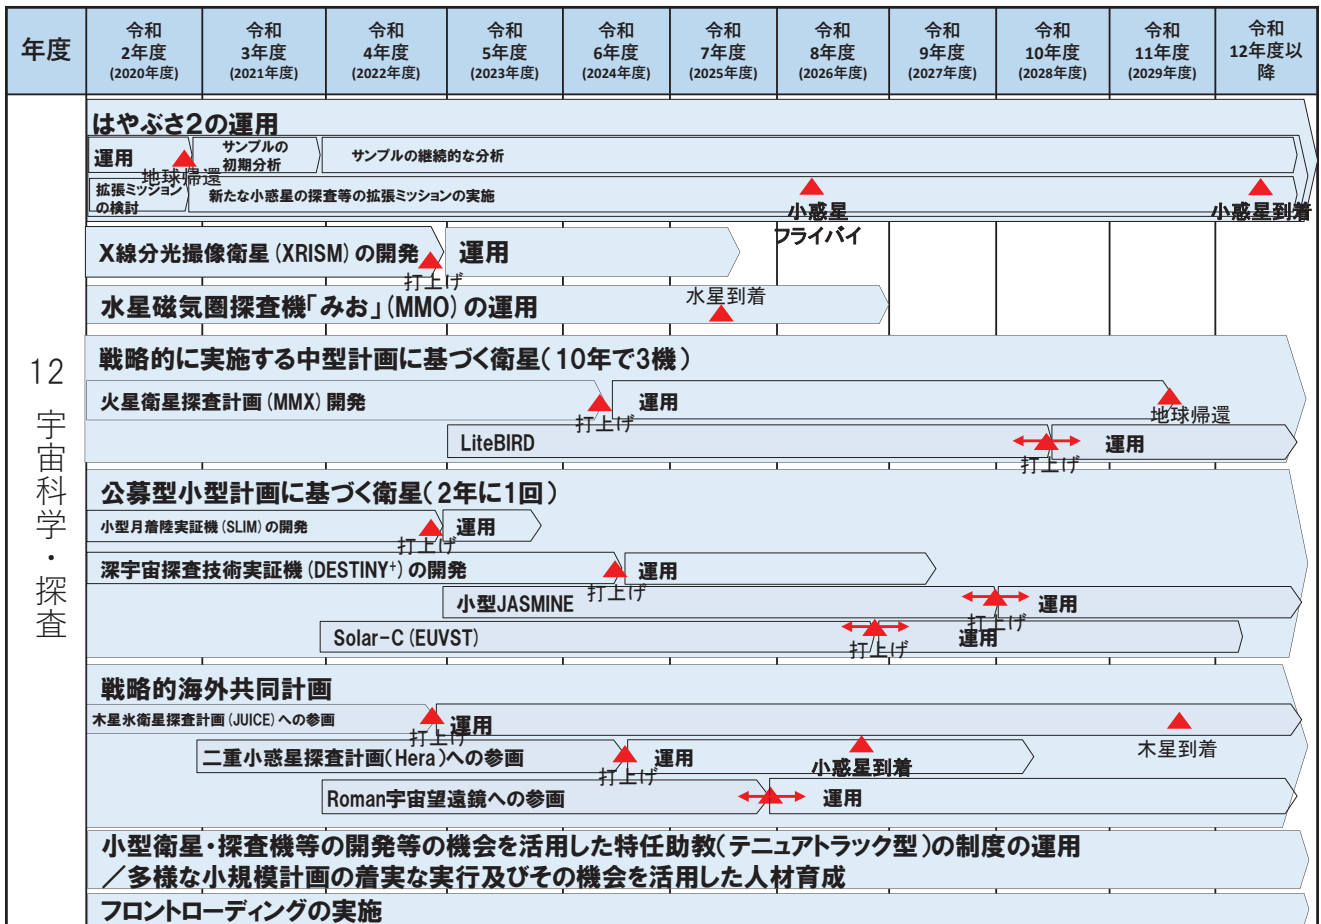 年度
令和
2年度
(2020年度)
令和
3年度
(2021年度)
令和
4年度
(2022年度)
令和
5年度
(2023年度)
令和
6年度
(2024年度)
令和
7年度
(2025年度)
令和
8年度
(2026年度)
令和
9年度
(2027年度)
令和
10年度
(2028年度)
令和
11年度
(2029年度)
令和
12年度以
降
12 宇宙科学・探査
はやぶさ2の運用
運用
地球帰還
サンプルの
初期分析
サンプルの継続的な分析
拡張ミッション
の検討
新たな小惑星の探査等の拡張ミッションの実施
小惑星
フライバイ
小惑星到着
X線分光撮像衛星(XRISM)の開発
打上げ
運用
水星磁気圏探査機「みお」(MMO)の運用
水星到着
戦略的に実施する中型計画に基づく衛星(10年で3機)
火星衛星探査計画(MMX)開発
打上げ
運用
地球帰還
LiteBIRD
打上げ
運用
公募型小型計画に基づく衛星(2年に1回)
小型月着陸実証機(SLIM)の開発
打上げ
運用
深宇宙探査技術実証機(DESTINY⁺)の開発
打上げ
運用
小型JASMINE
打上げ
運用
Solar-C(EUVST)
打上げ
運用
戦略的海外共同計画
木星氷衛星探査計画(JUICE)への参画
打上げ
運用
木星到着
二重小惑星探査計画(Hera)への参画
打上げ
運用
小惑星到着
Roman宇宙望遠鏡への参画
運用
小型衛星・探査機等の開発等の機会を活用した特任助教(テニュアトラック型)の制度の運用
/多様な小規模計画の着実な実行及びその機会を活用した人材育成
フロントローディングの実施